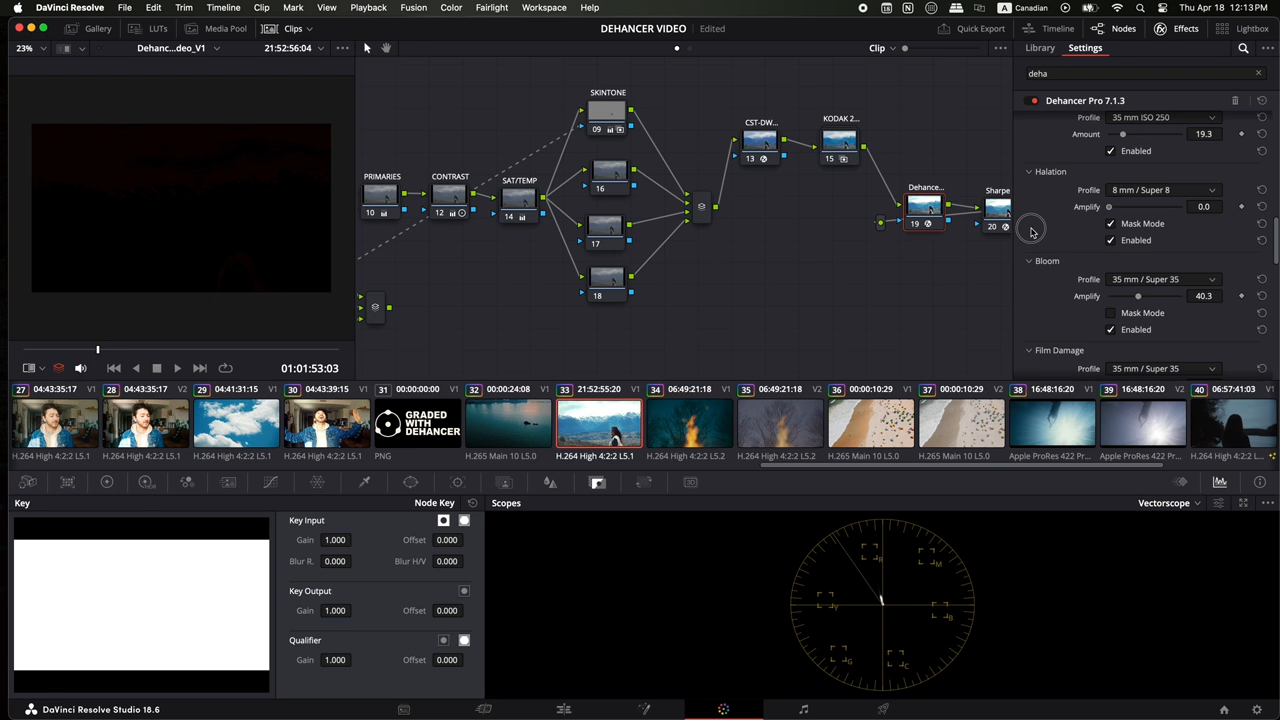 DaVinci Resolve File Edit Trim Timeline Clip Mark View Playback Fusion Color Fairlight Workspace Help
A Canadian Thu Apr 18 12:13 PM
Gallery LUTs Media Pool Clips DEHANCER VIDEO Edited Quick Export Timeline Nodes Effects Lightbox
23% Dehanc...deo_V1 21:52:56:04 Clip Library Settings
deha
Dehancer Pro 7.1.3
Profile 35 mm ISO 250
Amount 19.3
Enabled
Halation
Profile 8 mm / Super 8
Amplify 0.0
Mask Mode
Enabled
Bloom
Profile 35 mm / Super 35
Amplify 40.3
Mask Mode
Enabled
Film Damage
Profile 35 mm / Super 35
SKINTONE
09
CST-DW...
13
KODAK 2...
15
PRIMARIES
10
CONTRAST
12
SAT/TEMP
14
16
17
18
Dehance...
19
Sharpe
20
01:01:53:03
27 04:43:35:17 V1 28 04:43:35:17 V2 29 04:41:31:15 V1 30 04:43:39:15 V1 31 00:00:00:00 V1 32 00:00:24:08 V1 33 21:52:55:20 V1 34 06:49:21:18 V1 35 06:49:21:18 V2 36 00:00:10:29 V1 37 00:00:10:29 V2 38 16:48:16:20 V1 39 16:48:16:20 V2 40 06:57:41:03 V1
GRADED
WITH
DEHANCER
H.264 High 4:2:2 L5.1 H.264 High 4:2:2 L5.1 H.264 High 4:2:2 L5.1 H.264 High 4:2:2 L5.1 PNG H.265 Main 10 L5.0 H.264 High 4:2:2 L5.1 H.264 High 4:2:2 L5.2 H.264 High 4:2:2 L5.2 H.265 Main 10 L5.0 H.265 Main 10 L5.0 Apple ProRes 422 Pr... Apple ProRes 422 Pr... H.264 High 4:2:2 L...
Key Node Key Scopes Vectorscope
Key Input
Gain 1.000 Offset 0.000
Blur R. 0.000 Blur H/V 0.000
Key Output
Gain 1.000 Offset 0.000
Qualifier
Gain 1.000 Offset 0.000
R
M
Y
B
G
C
DaVinci Resolve Studio 18.6